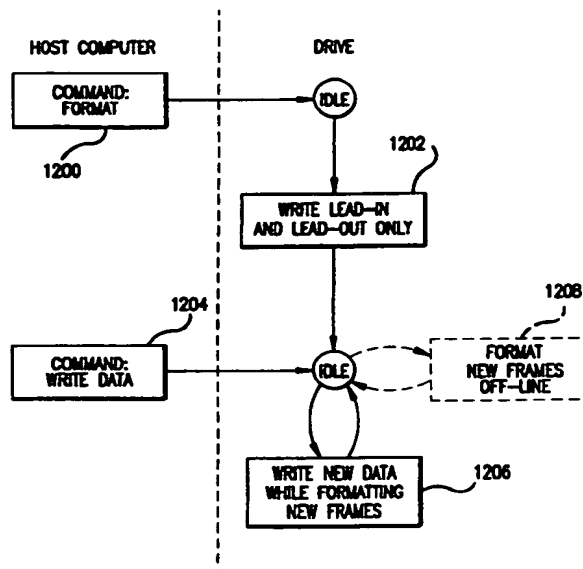 HOST COMPUTER
DRIVE
COMMAND:
FORMAT
IDLE
1200
1202
WRITE LEAD-IN
AND LEAD-OUT ONLY
1204
1208
COMMAND:
WRITE DATA
IDLE
FORMAT
NEW FRAMES
OFF-LINE
WRITE NEW DATA
WHILE FORMATTING
NEW FRAMES
1206